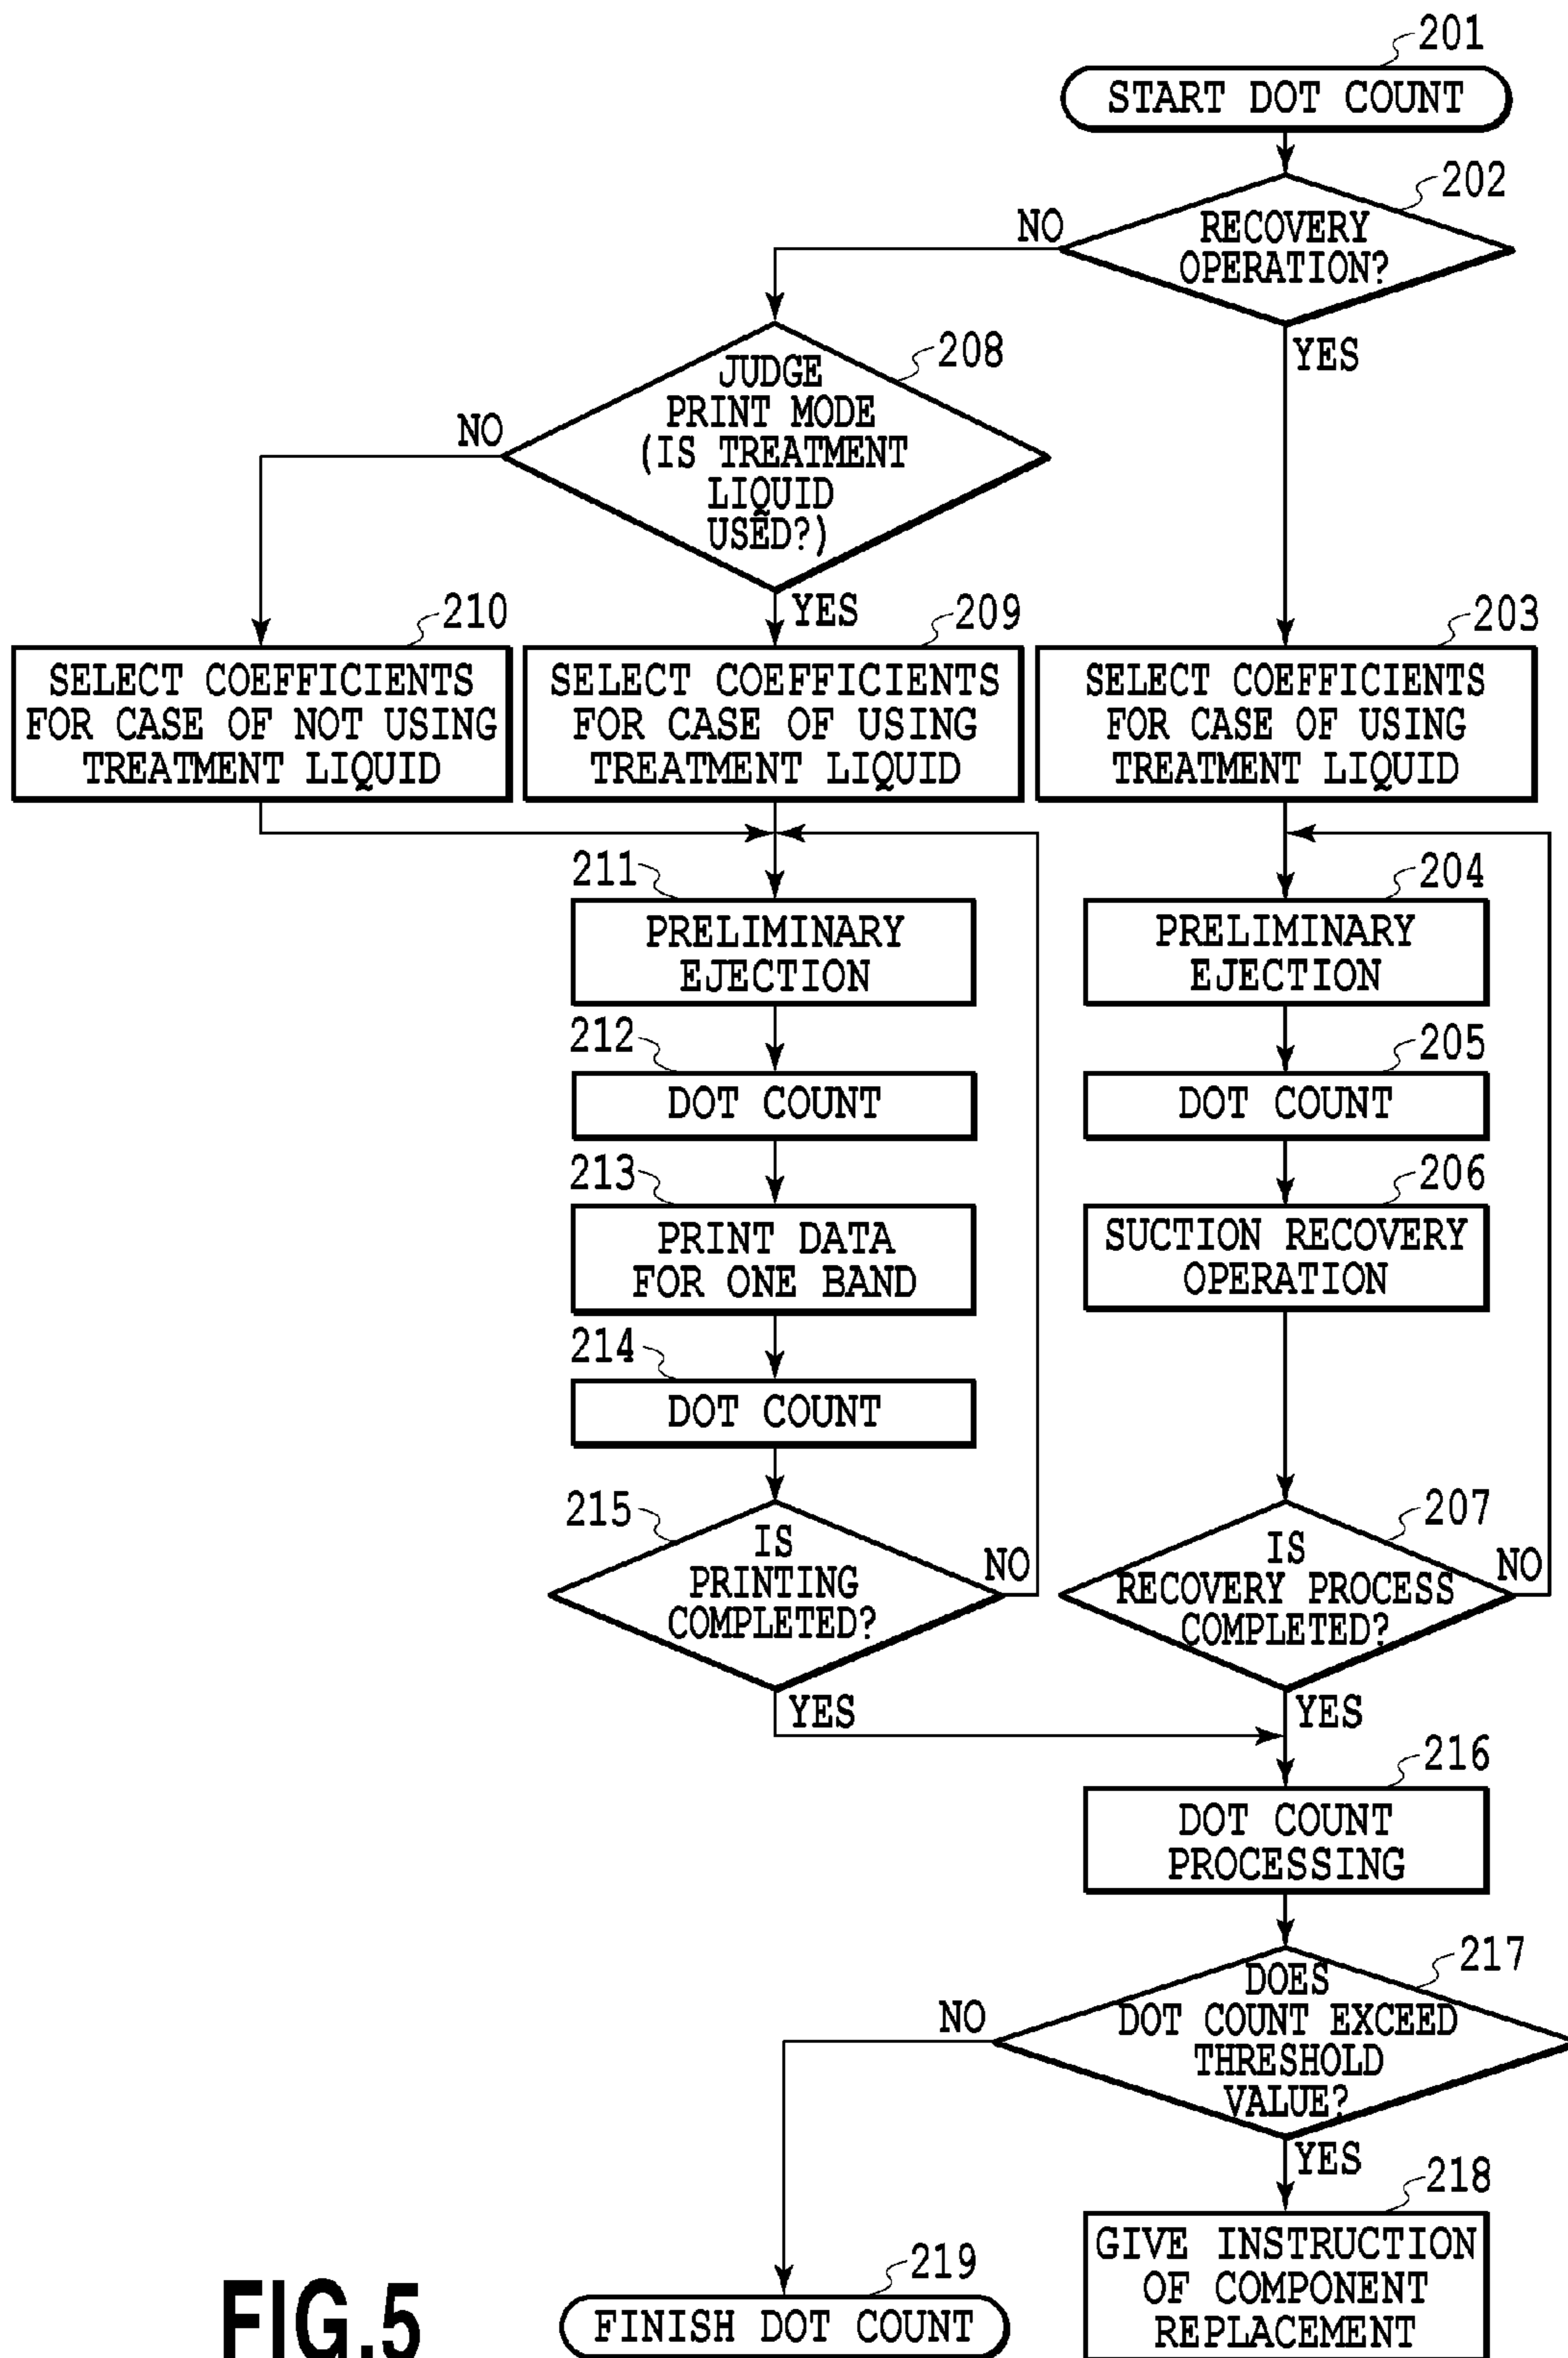 201
START DOT COUNT
202
RECOVERY
OPERATION?
NO
YES
208
JUDGE
PRINT MODE
(IS TREATMENT
LIQUID
USED?)
NO
YES
210
SELECT COEFFICIENTS
FOR CASE OF NOT USING
TREATMENT LIQUID
209
SELECT COEFFICIENTS
FOR CASE OF USING
TREATMENT LIQUID
203
SELECT COEFFICIENTS
FOR CASE OF USING
TREATMENT LIQUID
211
PRELIMINARY
EJECTION
204
PRELIMINARY
EJECTION
212
DOT COUNT
205
DOT COUNT
213
PRINT DATA
FOR ONE BAND
206
SUCTION RECOVERY
OPERATION
214
DOT COUNT
215
IS
PRINTING
COMPLETED?
NO
YES
207
IS
RECOVERY PROCESS
COMPLETED?
NO
YES
216
DOT COUNT
PROCESSING
217
DOES
DOT COUNT EXCEED
THRESHOLD
VALUE?
NO
YES
218
GIVE INSTRUCTION
OF COMPONENT
REPLACEMENT
219
FINISH DOT COUNT
FIG.5